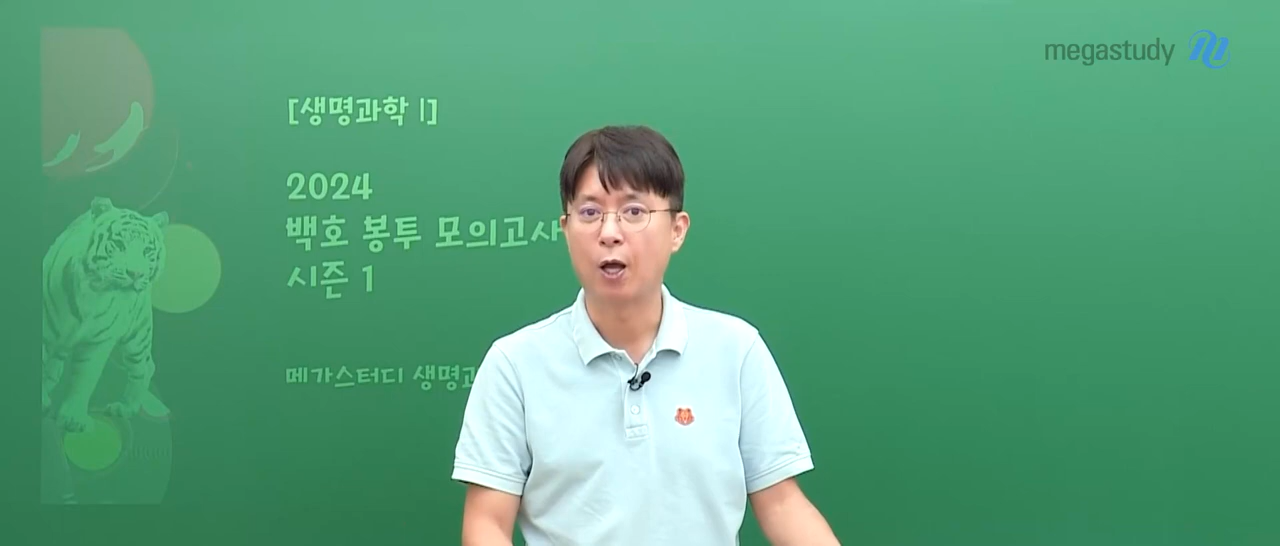 megastudy
[생명과학 I]
2024
백호 봉투 모의고사
시즌 1
메가스터디 생명과